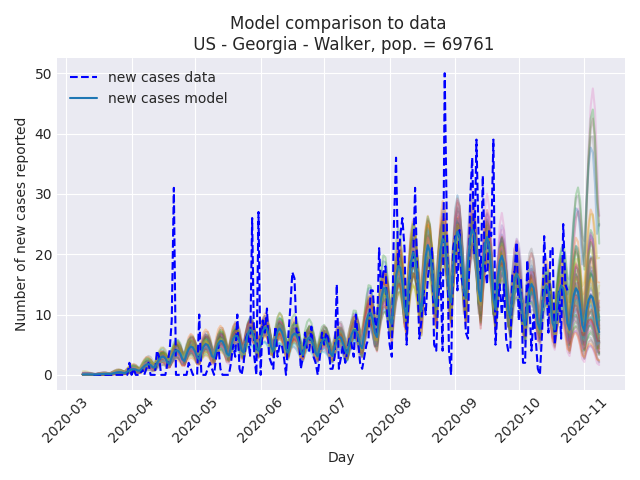 Model comparison to data
US - Georgia - Walker, pop. = 69761
new cases data
new cases model
Number of new cases reported
50
40
30
20
10
0
2020-03
2020-04
2020-05
2020-06
2020-07
2020-08
2020-09
2020-10
2020-11
Day